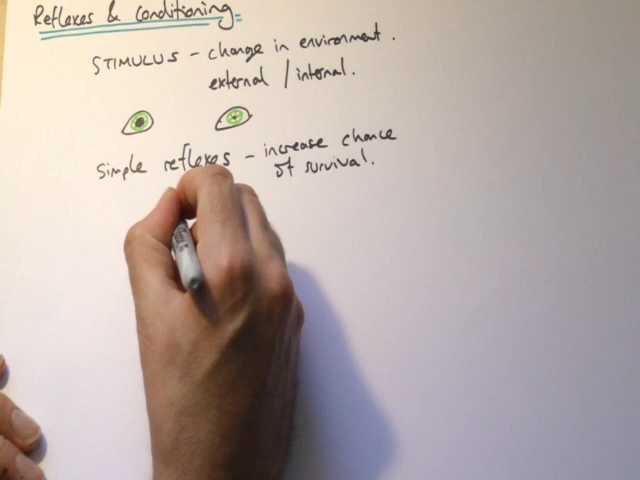 Reflexes & conditioning.
STIMULUS - change in environment.
external / internal.
simple reflexes - increase chance
of survival.